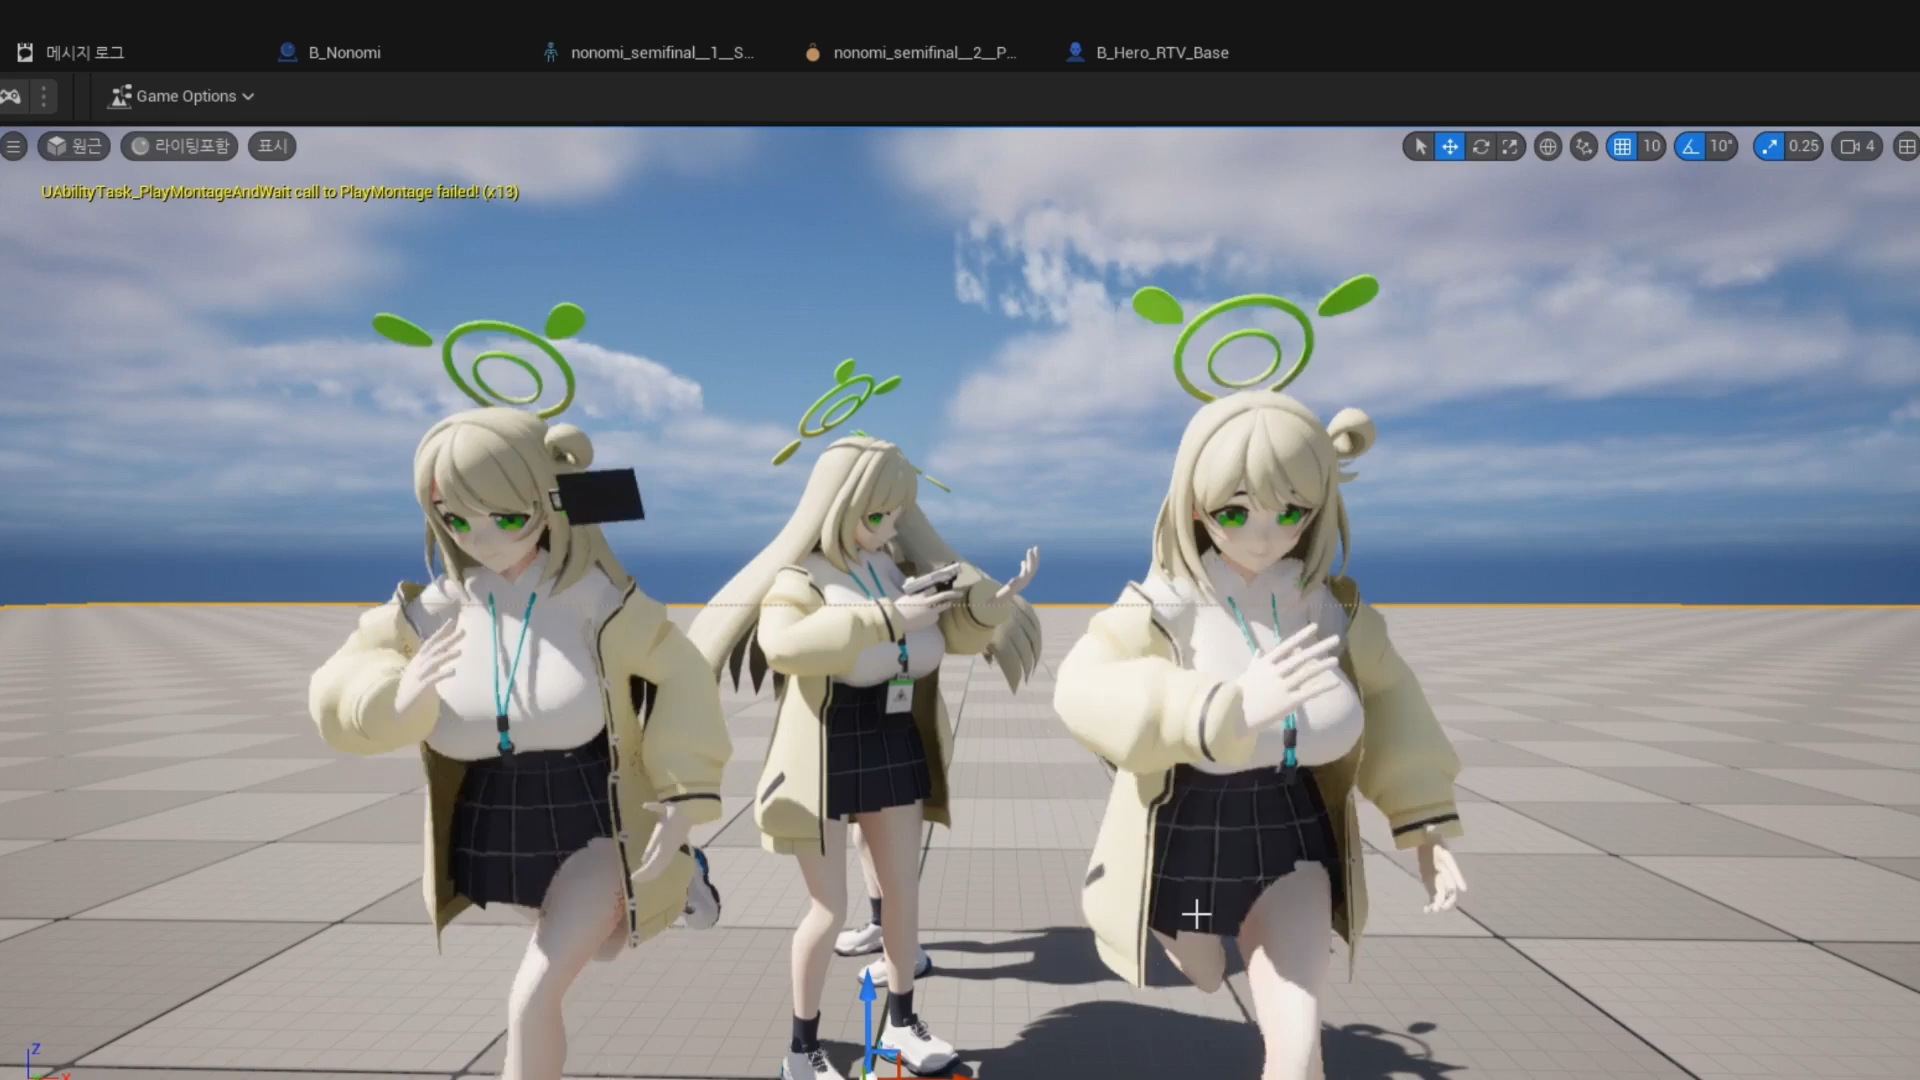 메시지 로그
B_Nonomi
nonomi_semifinal__1__S...
nonomi_semifinal__2__P...
B_Hero_RTV_Base
Game Options
원근
라이팅포함
표시
10
10°
0.25
4
UAbilityTask_PlayMontageAndWait call to PlayMontage failed! (x13)
Z
X